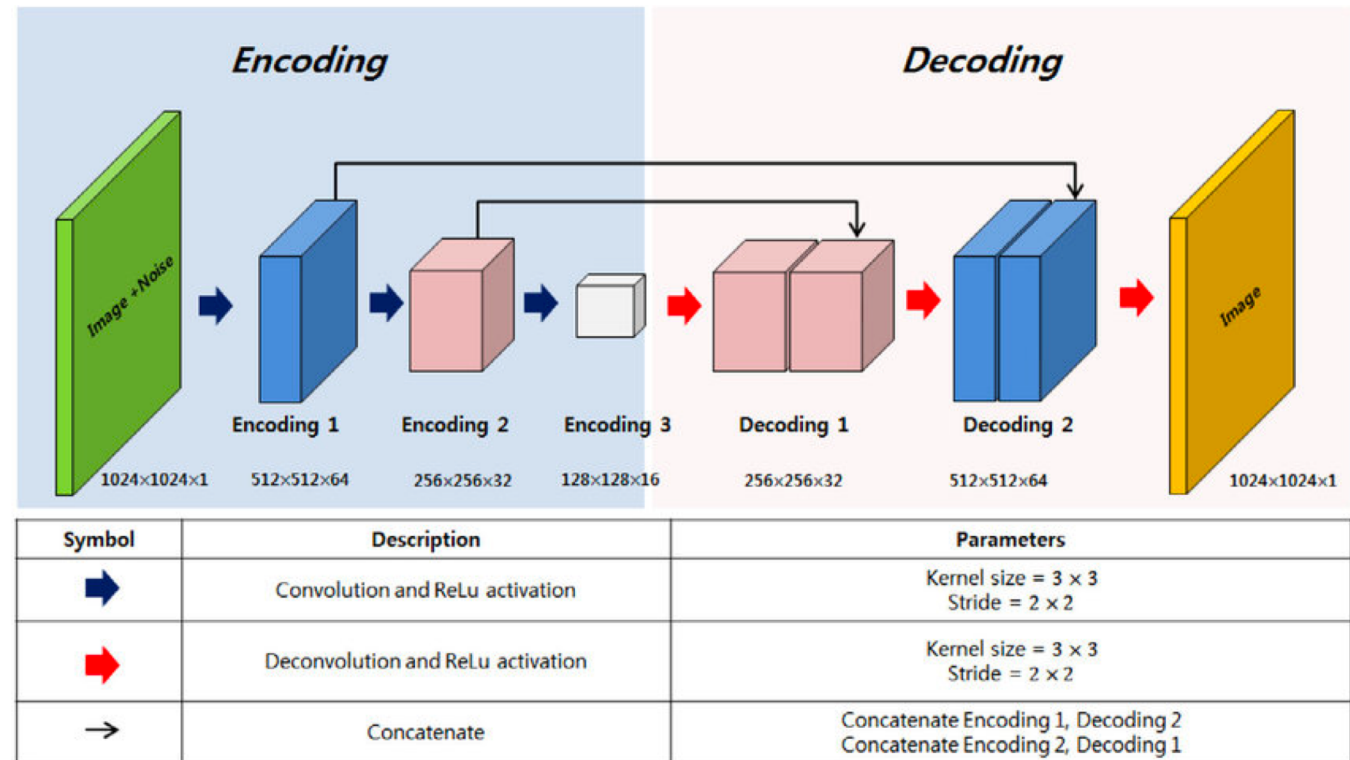 Encoding
Decoding
Image +Noise
Image
Encoding 1
Encoding 2
Encoding 3
Decoding 1
Decoding 2
1024×1024×1
512×512×64
256×256×32
128×128×16
256×256×32
512×512×64
1024×1024×1
Symbol
Description
Parameters
Convolution and ReLu activation
Kernel size = 3 × 3
Stride = 2 × 2
Deconvolution and ReLu activation
Kernel size = 3 × 3
Stride = 2 × 2
Concatenate
Concatenate Encoding 1, Decoding 2
Concatenate Encoding 2, Decoding 1